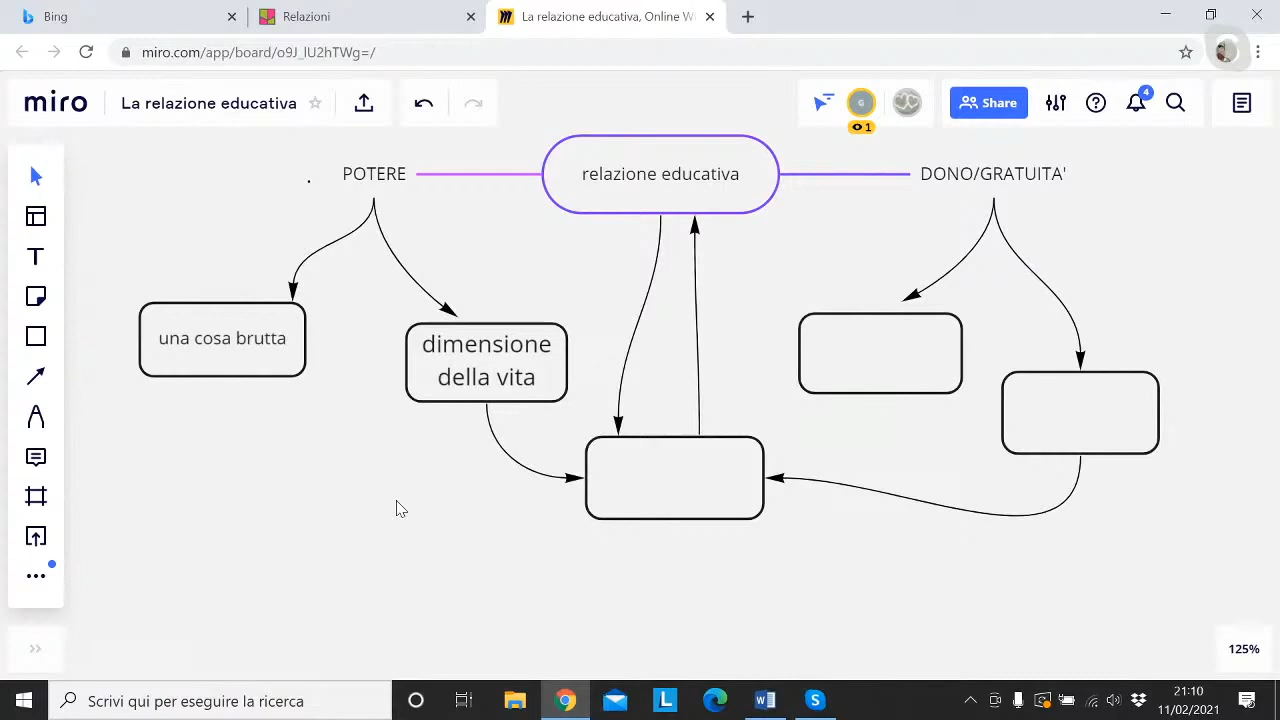 Bing
Relazioni
La relazione educativa, Online W
miro.com/app/board/o9J_lU2hTWg=/
miro
La relazione educativa
G
1
Share
4
POTERE
relazione educativa
DONO/GRATUITA'
una cosa brutta
dimensione
della vita
125%
Scrivi qui per eseguire la ricerca
21:10
11/02/2021